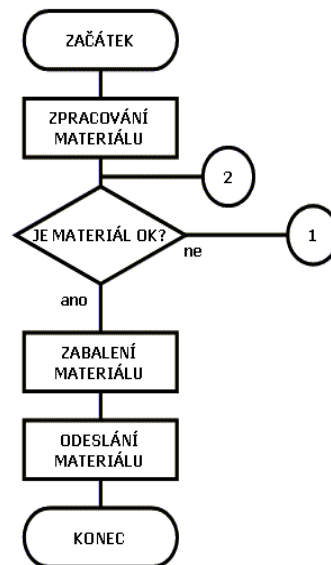 ZAČÁTEK
ZPRACOVÁNÍ
MATERIÁLU
2
JE MATERIÁL OK?
1
ne
ano
ZABALENÍ
MATERIÁLU
ODESLÁNÍ
MATERIÁLU
KONEC